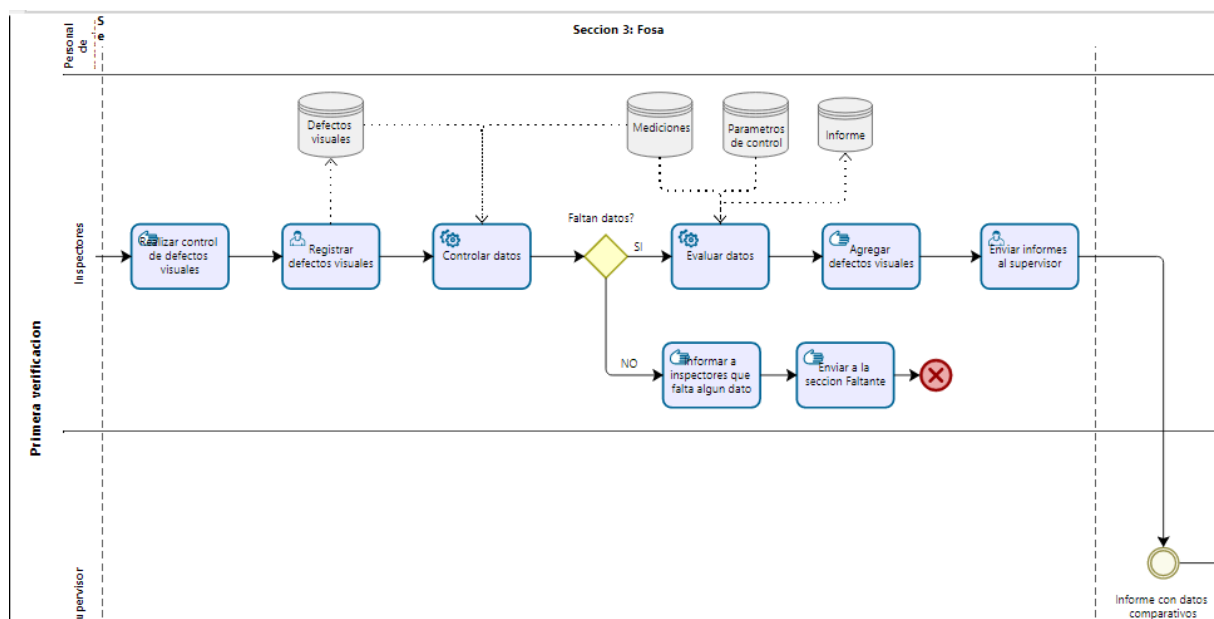 Personal
de
S
e
Seccion 3: Fosa
Primera verificacion
Inspectores
Defectos
visuales
Mediciones
Parametros
de control
Informe
Realizar control
de defectos
visuales
Registrar
defectos visuales
Controlar datos
Faltan datos?
SI
Evaluar datos
Agregar
defectos visuales
Enviar informes
al supervisor
NO
Informar a
inspectores que
falta algun dato
Enviar a la
seccion Faltante
upervisor
Informe con datos
comparativos